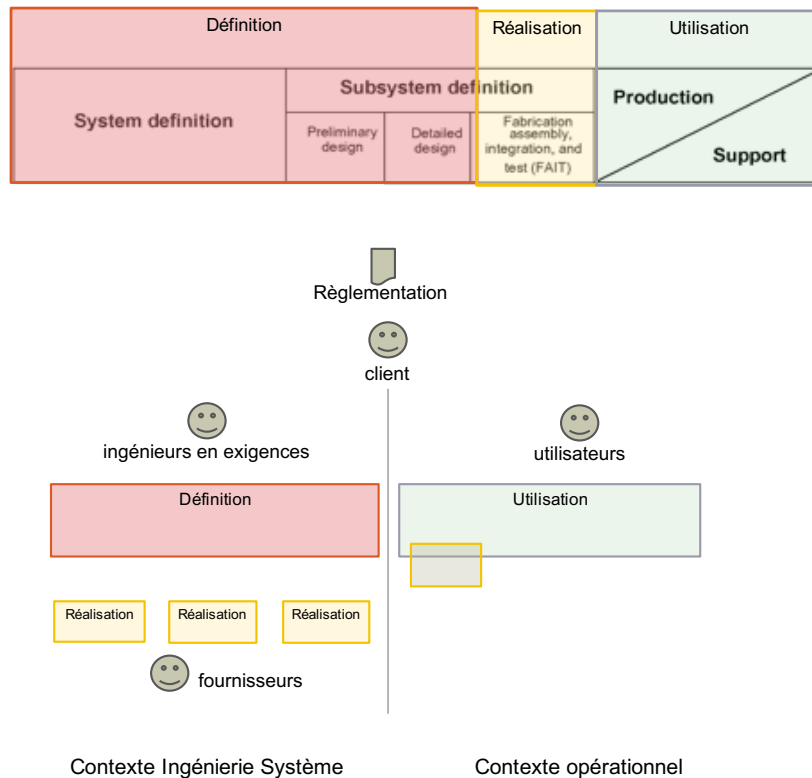 Définition
Réalisation
Utilisation
System definition
Subsystem definition
Preliminary
design
Detailed
design
Fabrication
assembly,
integration, and
test (FAIT)
Production
Support
Règlementation
client
ingénieurs en exigences
utilisateurs
Définition
Utilisation
Réalisation
Réalisation
Réalisation
fournisseurs
Contexte Ingénierie Système
Contexte opérationnel